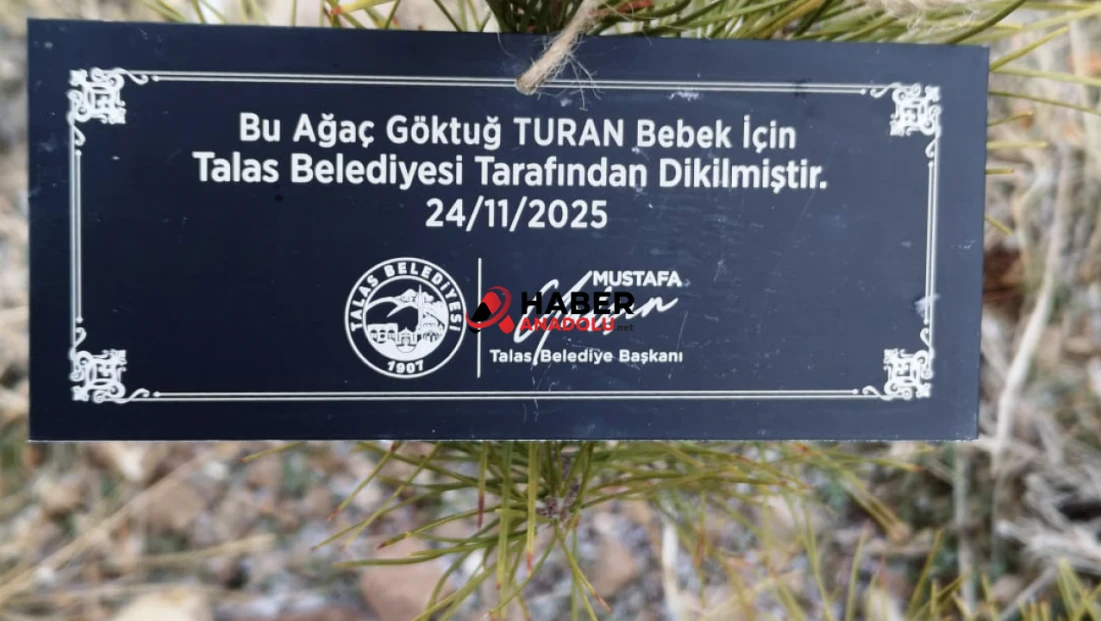 Bu Ağaç Göktuğ TURAN Bebek İçin
Talas Belediyesi Tarafından Dikilmiştir.
24/11/2025
TALAS BELEDİYESİ
1907
MUSTAFA
HABER
ANADOLU.net
Talas Belediye Başkanı